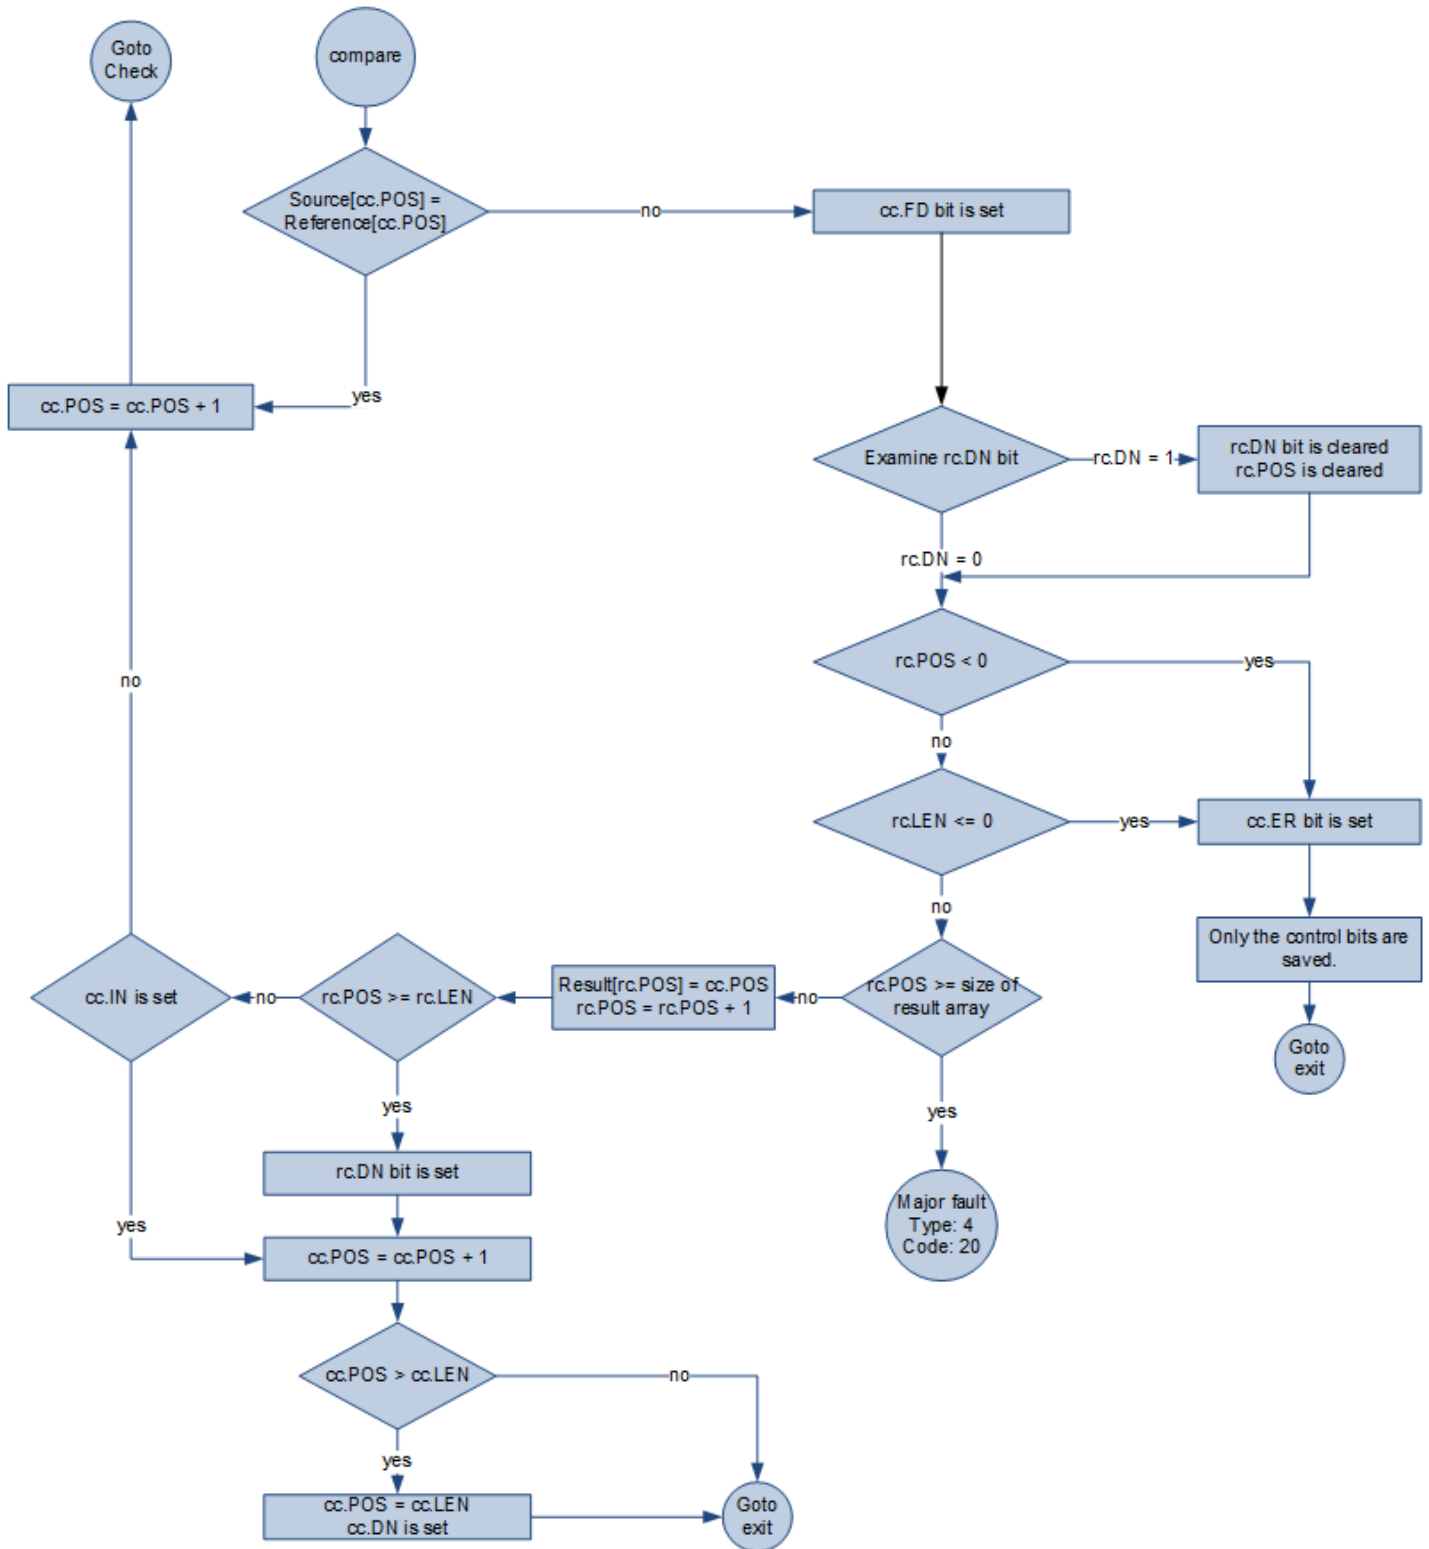 Goto
Check
compare
Source[cc.POS] =
Reference[cc.POS]
no
cc.FD bit is set
yes
cc.POS = cc.POS + 1
Examine rc.DN bit
rc.DN = 1
rc.DN bit is cleared
rc.POS is cleared
rc.DN = 0
rc.POS < 0
yes
no
no
rc.LEN <= 0
yes
cc.ER bit is set
no
Only the control bits are
saved.
cc.IN is set
no
rc.POS >= rc.LEN
Result[rc.POS] = cc.POS
rc.POS = rc.POS + 1
no
rc.POS >= size of
result array
Goto
exit
yes
yes
rc.DN bit is set
Major fault
Type: 4
Code: 20
yes
cc.POS = cc.POS + 1
cc.POS > cc.LEN
no
yes
cc.POS = cc.LEN
cc.DN is set
Goto
exit